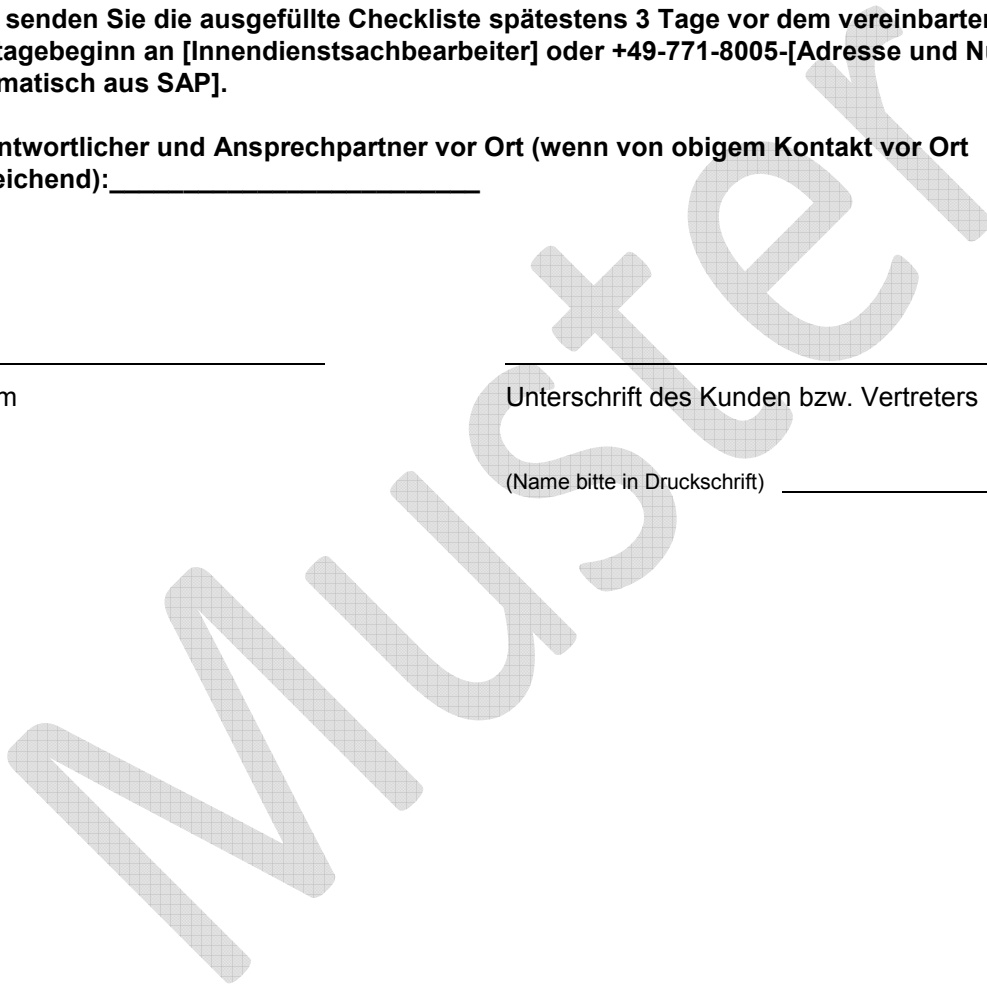 senden Sie die ausgefüllte Checkliste spätestens 3 Tage vor dem vereinbarten
tagebeginn an [Innendienstsachbearbeiter] oder +49-771-8005-[Adresse und Nu
matisch aus SAP].
ntwortlicher und Ansprechpartner vor Ort (wenn von obigem Kontakt vor Ort
eichend):_________________________
m
Unterschrift des Kunden bzw. Vertreters
(Name bitte in Druckschrift)
Muster